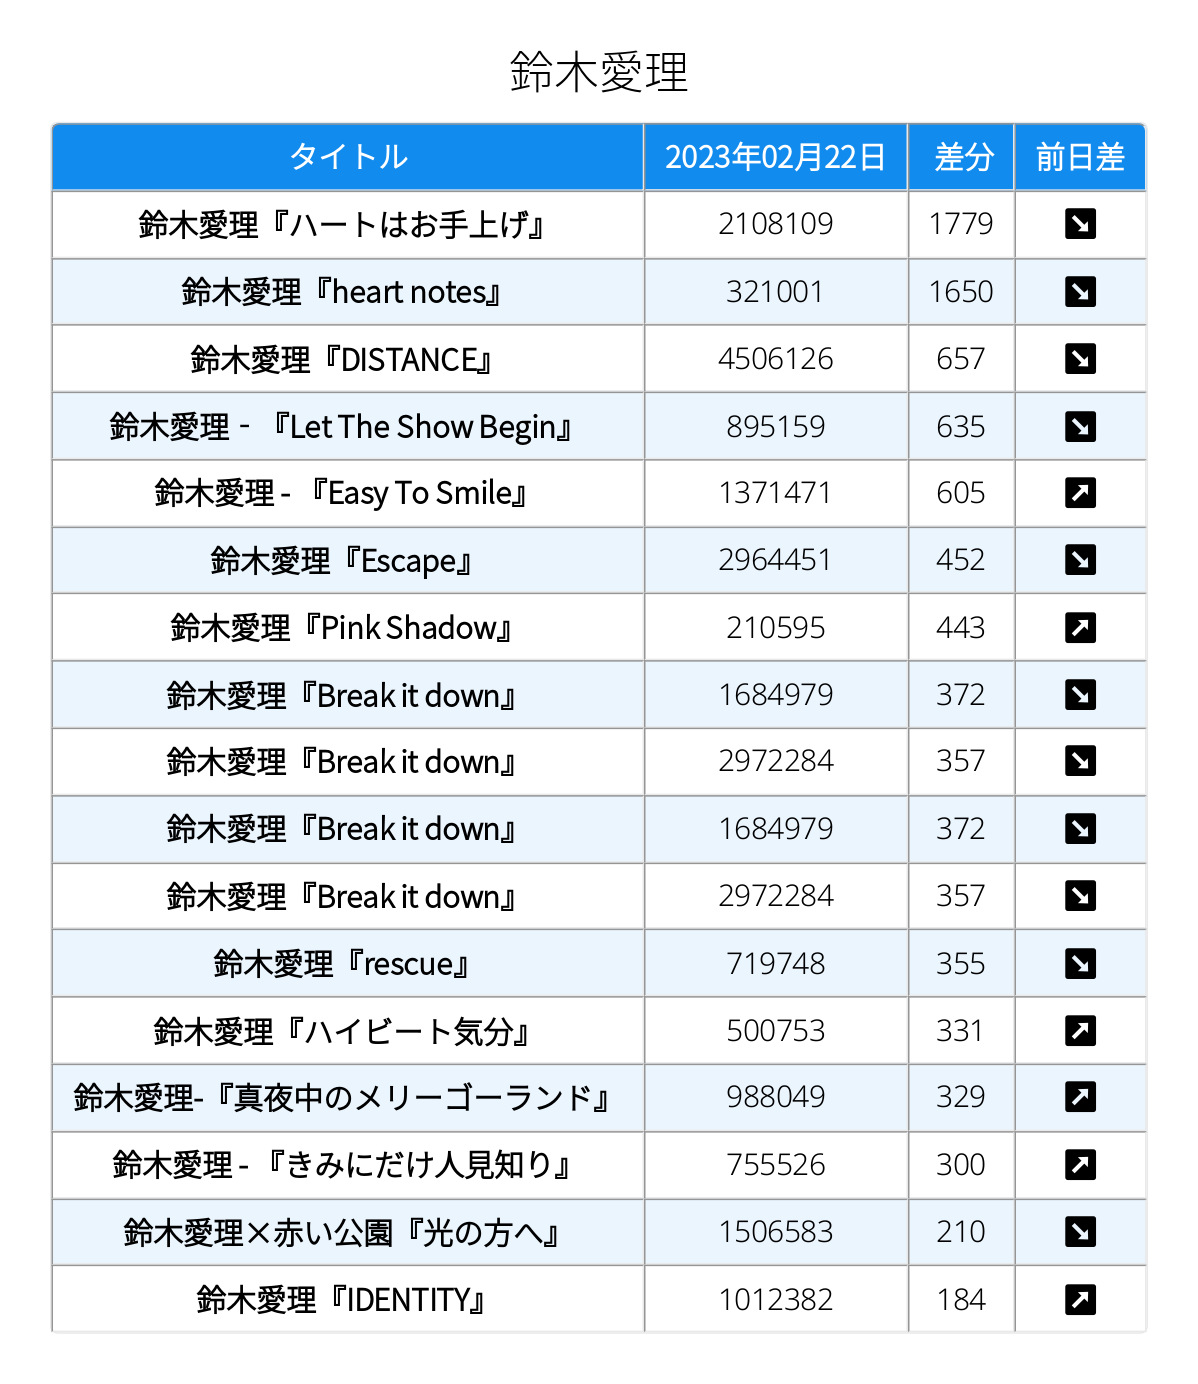 鈴木愛理
タイトル 2023年02月22日 差分 前日差
鈴木愛理『ハートはお手上げ』 2108109 1779 ↘
鈴木愛理『heart notes』 321001 1650 ↘
鈴木愛理『DISTANCE』 4506126 657 ↘
鈴木愛理 - 『Let The Show Begin』 895159 635 ↘
鈴木愛理 - 『Easy To Smile』 1371471 605 ↗
鈴木愛理『Escape』 2964451 452 ↘
鈴木愛理『Pink Shadow』 210595 443 ↗
鈴木愛理『Break it down』 1684979 372 ↘
鈴木愛理『Break it down』 2972284 357 ↘
鈴木愛理『Break it down』 1684979 372 ↘
鈴木愛理『Break it down』 2972284 357 ↘
鈴木愛理『rescue』 719748 355 ↘
鈴木愛理『ハイビート気分』 500753 331 ↗
鈴木愛理-『真夜中のメリーゴーランド』 988049 329 ↗
鈴木愛理 - 『きみにだけ人見知り』 755526 300 ↗
鈴木愛理×赤い公園『光の方へ』 1506583 210 ↘
鈴木愛理『IDENTITY』 1012382 184 ↗